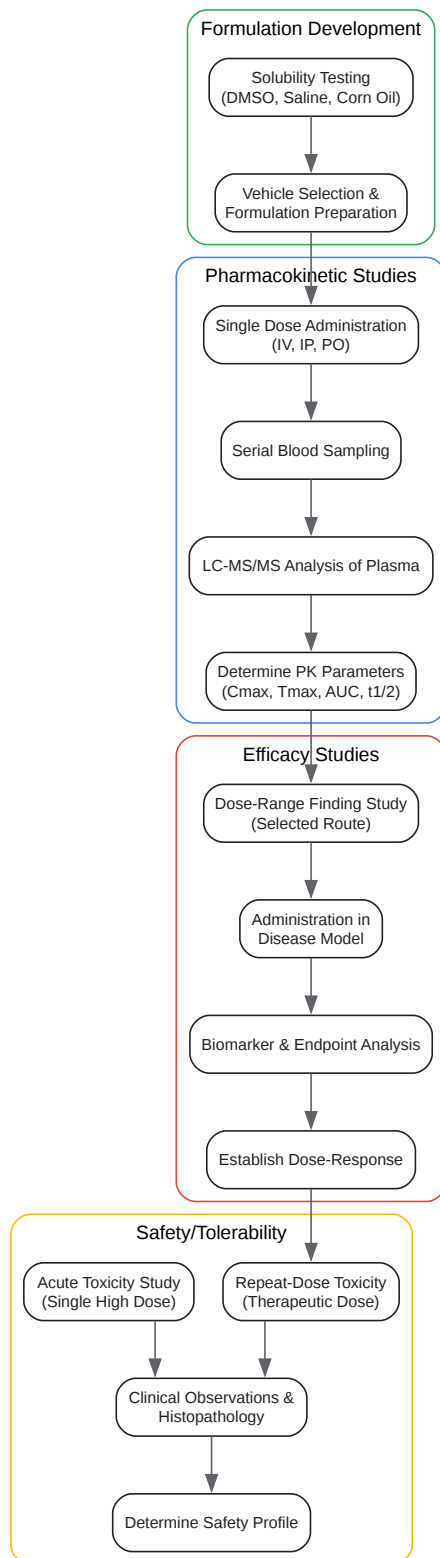 Formulation Development
Solubility Testing
(DMSO, Saline, Corn Oil)
Vehicle Selection &
Formulation Preparation
Pharmacokinetic Studies
Single Dose Administration
(IV, IP, PO)
Serial Blood Sampling
LC-MS/MS Analysis of Plasma
Determine PK Parameters
(Cmax, Tmax, AUC, t1/2)
Efficacy Studies
Dose-Range Finding Study
(Selected Route)
Administration in
Disease Model
Biomarker & Endpoint Analysis
Establish Dose-Response
Safety/Tolerability
Acute Toxicity Study
(Single High Dose)
Repeat-Dose Toxicity
(Therapeutic Dose)
Clinical Observations &
Histopathology
Determine Safety Profile